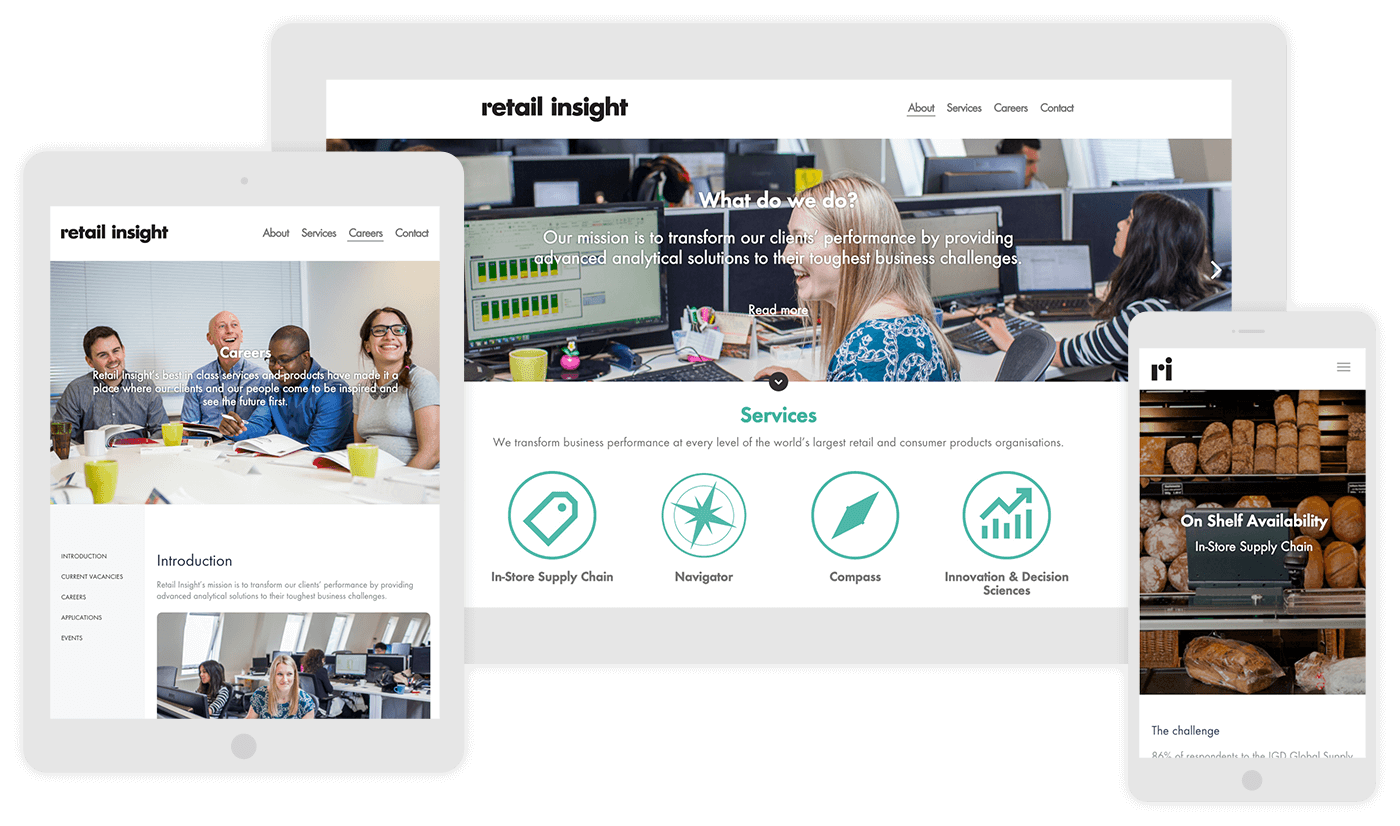 retail insight
About Services Careers Contact
What do we do?
Our mission is to transform our clients’ performance by providing
advanced analytical solutions to their toughest business challenges.
Read more
Services
We transform business performance at every level of the world’s largest retail and consumer products organisations.
In-Store Supply Chain
Navigator
Compass
Innovation & Decision
Sciences
retail insight
About Services Careers Contact
Careers
Retail Insight’s best in class services and products have made it a
place where our clients and our people come to be inspired and
see the future first.
INTRODUCTION
CURRENT VACANCIES
CAREERS
APPLICATIONS
EVENTS
Introduction
Retail Insight’s mission is to transform our clients’ performance by providing
advanced analytical solutions to their toughest business challenges.
ri
On Shelf Availability
In-Store Supply Chain
The challenge
86% of respondents to the IGD Global Supply